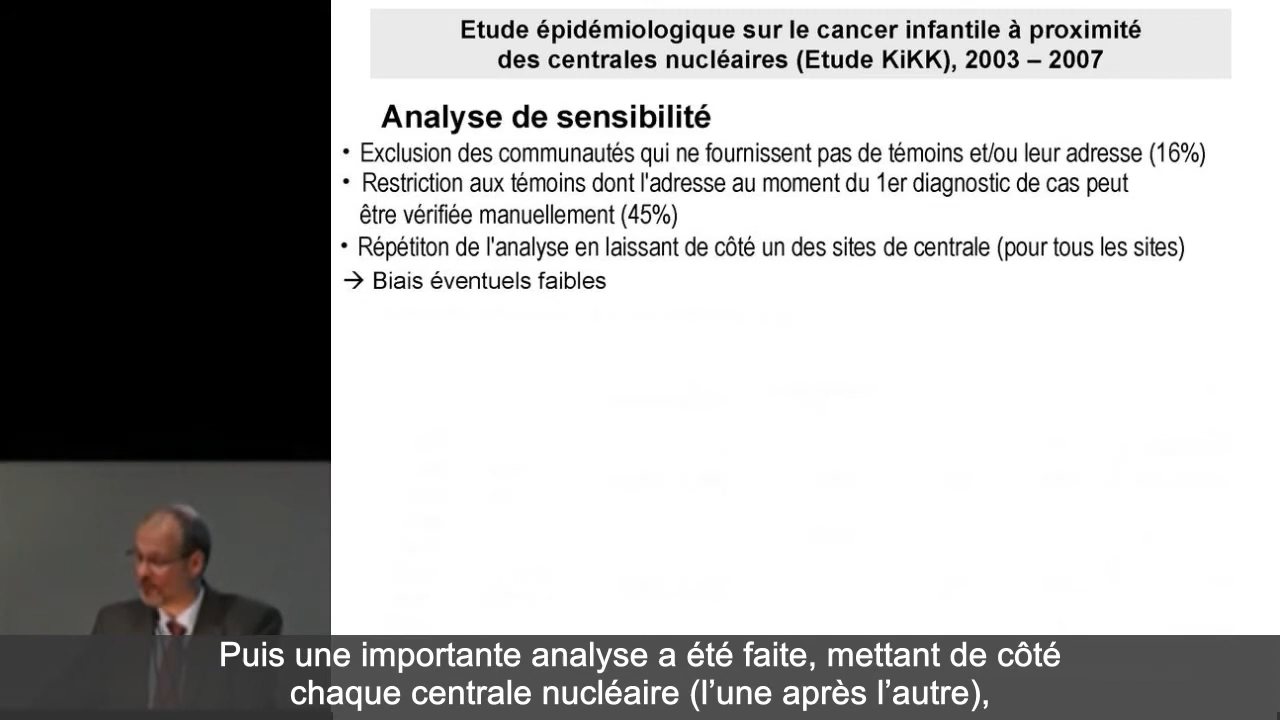 Etude épidémiologique sur le cancer infantile à proximité
des centrales nucléaires (Etude KiKK), 2003 – 2007
Analyse de sensibilité
• Exclusion des communautés qui ne fournissent pas de témoins et/ou leur adresse (16%)
• Restriction aux témoins dont l'adresse au moment du 1er diagnostic de cas peut
être vérifiée manuellement (45%)
• Répétiton de l'analyse en laissant de côté un des sites de centrale (pour tous les sites)
→ Biais éventuels faibles
Puis une importante analyse a été faite, mettant de côté
chaque centrale nucléaire (l’une après l’autre),